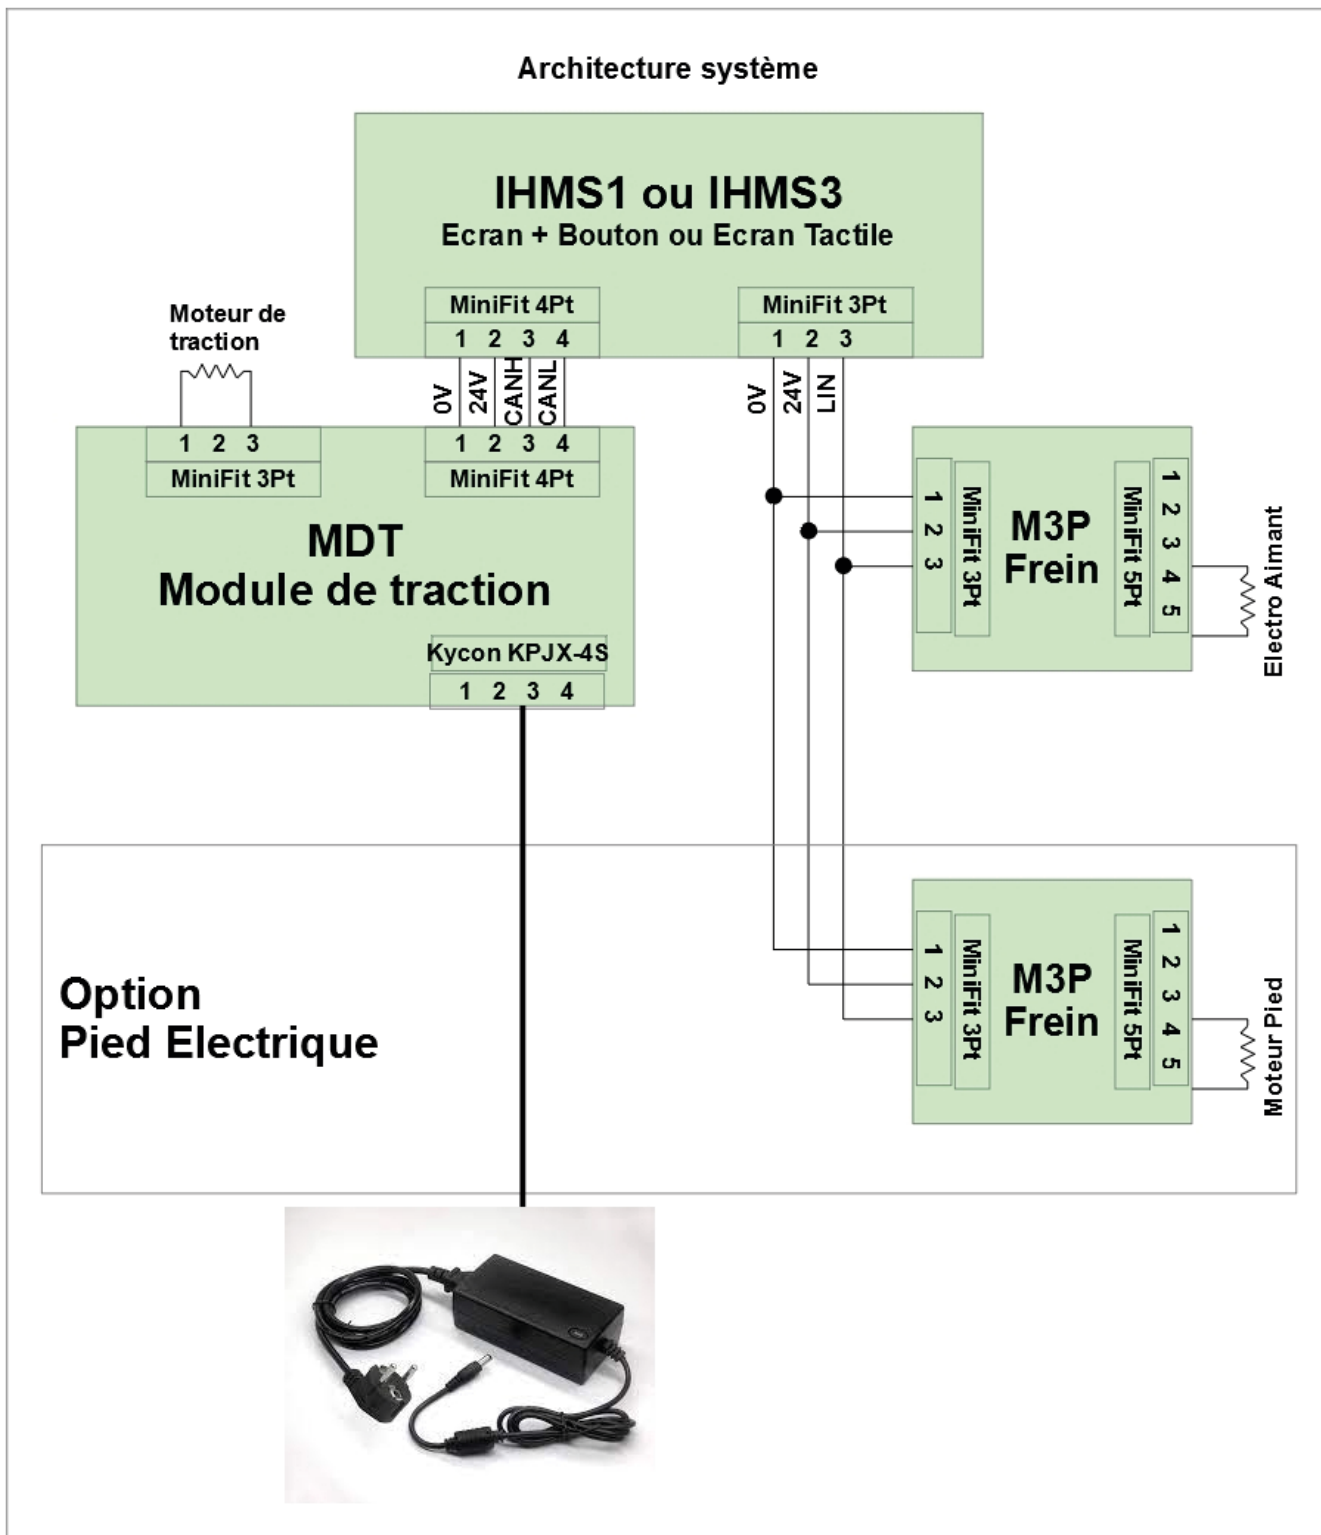 Architecture système
IHMS1 ou IHMS3
Ecran + Bouton ou Ecran Tactile
MiniFit 4Pt
1 2 3 4
MiniFit 3Pt
1 2 3
Moteur de
traction
0V
24V
CANH
CANL
0V
24V
LIN
1 2 3
MiniFit 3Pt
1 2 3 4
MiniFit 4Pt
MDT
Module de traction
Kycon KPJX-4S
1 2 3 4
1 2 3
MiniFit 3Pt
M3P
Frein
MiniFit 5Pt
1 2 3 4 5
Electro Aimant
Option
Pied Electrique
1 2 3
MiniFit 3Pt
M3P
Frein
MiniFit 5Pt
1 2 3 4 5
Moteur Pied